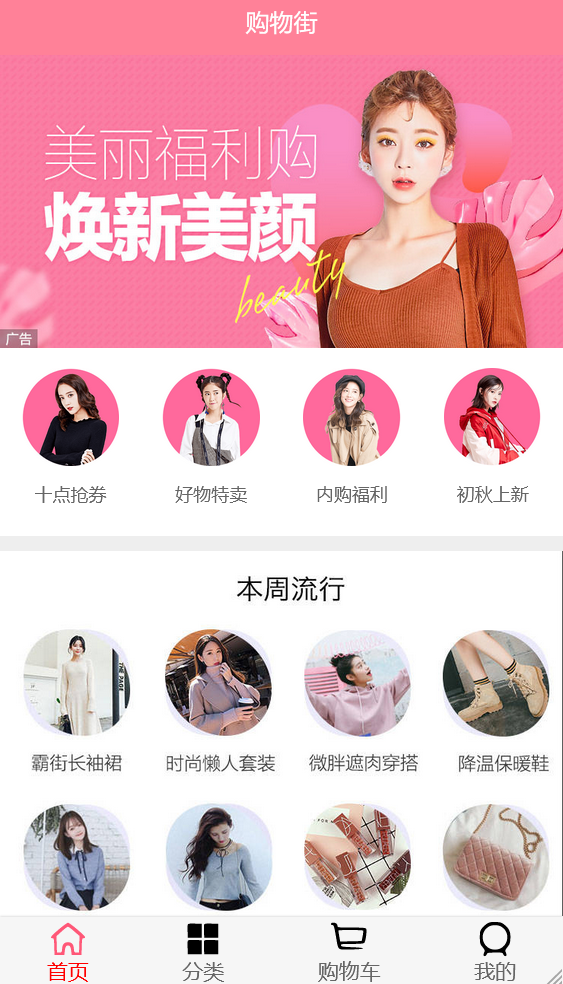 购物街
美丽福利购
焕新美颜
beauty
广告
十点抢券
好物特卖
内购福利
初秋上新
本周流行
霸街长袖裙
时尚懒人套装
微胖遮肉穿搭
降温保暖鞋
首页
分类
购物车
我的